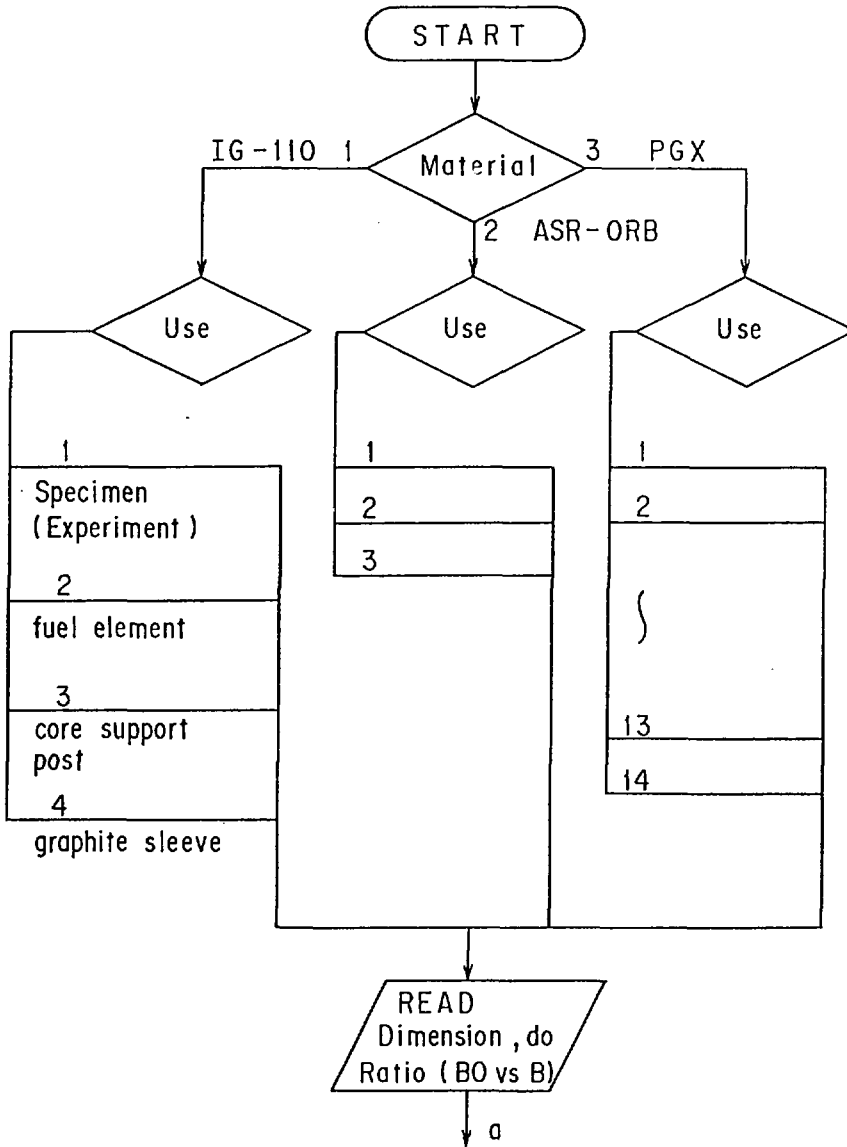 START
Material
IG-110 1
3 PGX
2 ASR-ORB
Use
Use
Use
1
Specimen
(Experiment)
2
fuel element
3
core support
post
4
graphite sleeve
1
2
3
1
2
13
14
READ
Dimension, do
Ratio (BO vs B)
a